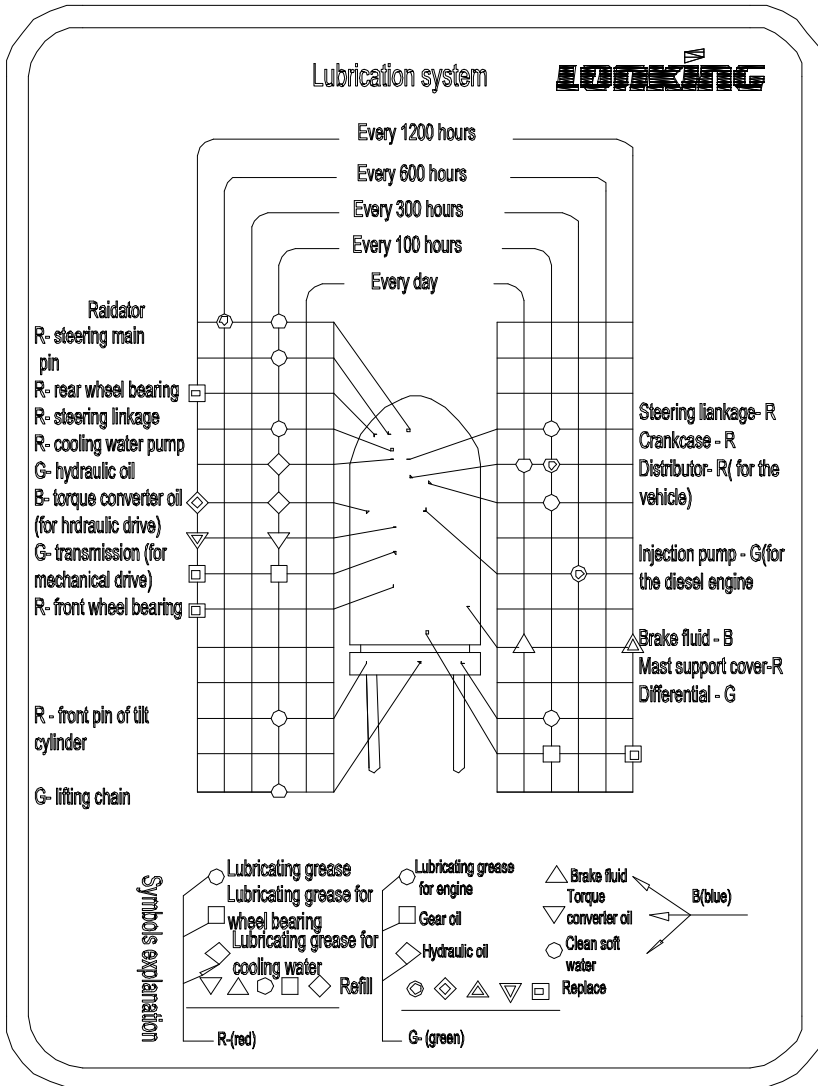 Lubrication system
LONKING
Every 1200 hours
Every 600 hours
Every 300 hours
Every 100 hours
Every day
Raidator
R- steering main
pin
R- rear wheel bearing
R- steering linkage
R- cooling water pump
G- hydraulic oil
B- torque converter oil
(for hrdraulic drive)
G- transmission (for
mechanical drive)
R- front wheel bearing
R - front pin of tilt
cylinder
G- lifting chain
Steering liankage- R
Crankcase - R
Distributor- R( for the
vehicle)
Injection pump - G(for
the diesel engine
Brake fluid - B
Mast support cover-R
Differential - G
Symbols explanation
Lubricating grease
Lubricating grease for
wheel bearing
Lubricating grease for
cooling water
Refill
R-(red)
Lubricating grease
for engine
Gear oil
Hydraulic oil
G- (green)
Brake fluid
Torque
converter oil
Clean soft
water
Replace
B(blue)